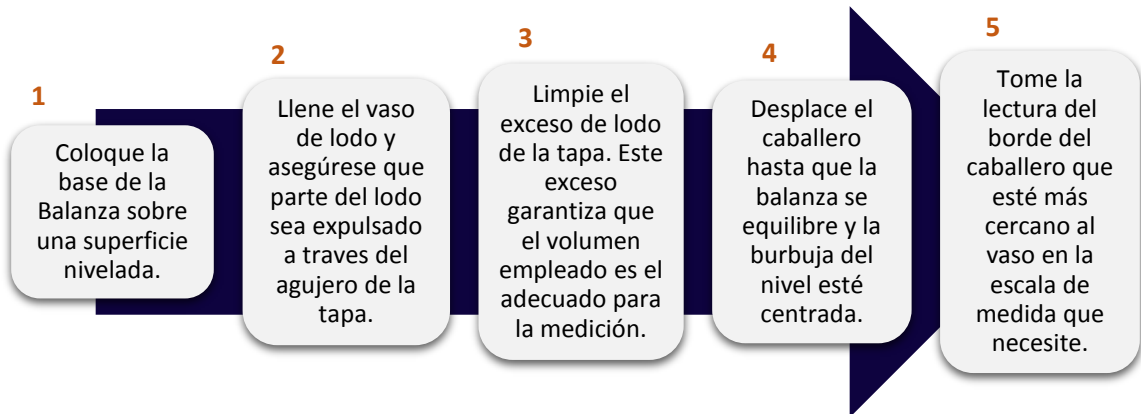 1
Coloque la
base de la
Balanza sobre
una superficie
nivelada.
2
Llene el vaso
de lodo y
asegúrese que
parte del lodo
sea expulsado
a traves del
agujero de la
tapa.
3
Limpie el
exceso de lodo
de la tapa. Este
exceso
garantiza que
el volumen
empleado es el
adecuado para
la medición.
4
Desplace el
caballero
hasta que la
balanza se
equilibre y la
burbuja del
nivel esté
centrada.
5
Tome la
lectura del
borde del
caballero que
esté más
cercano al
vaso en la
escala de
medida que
necesite.